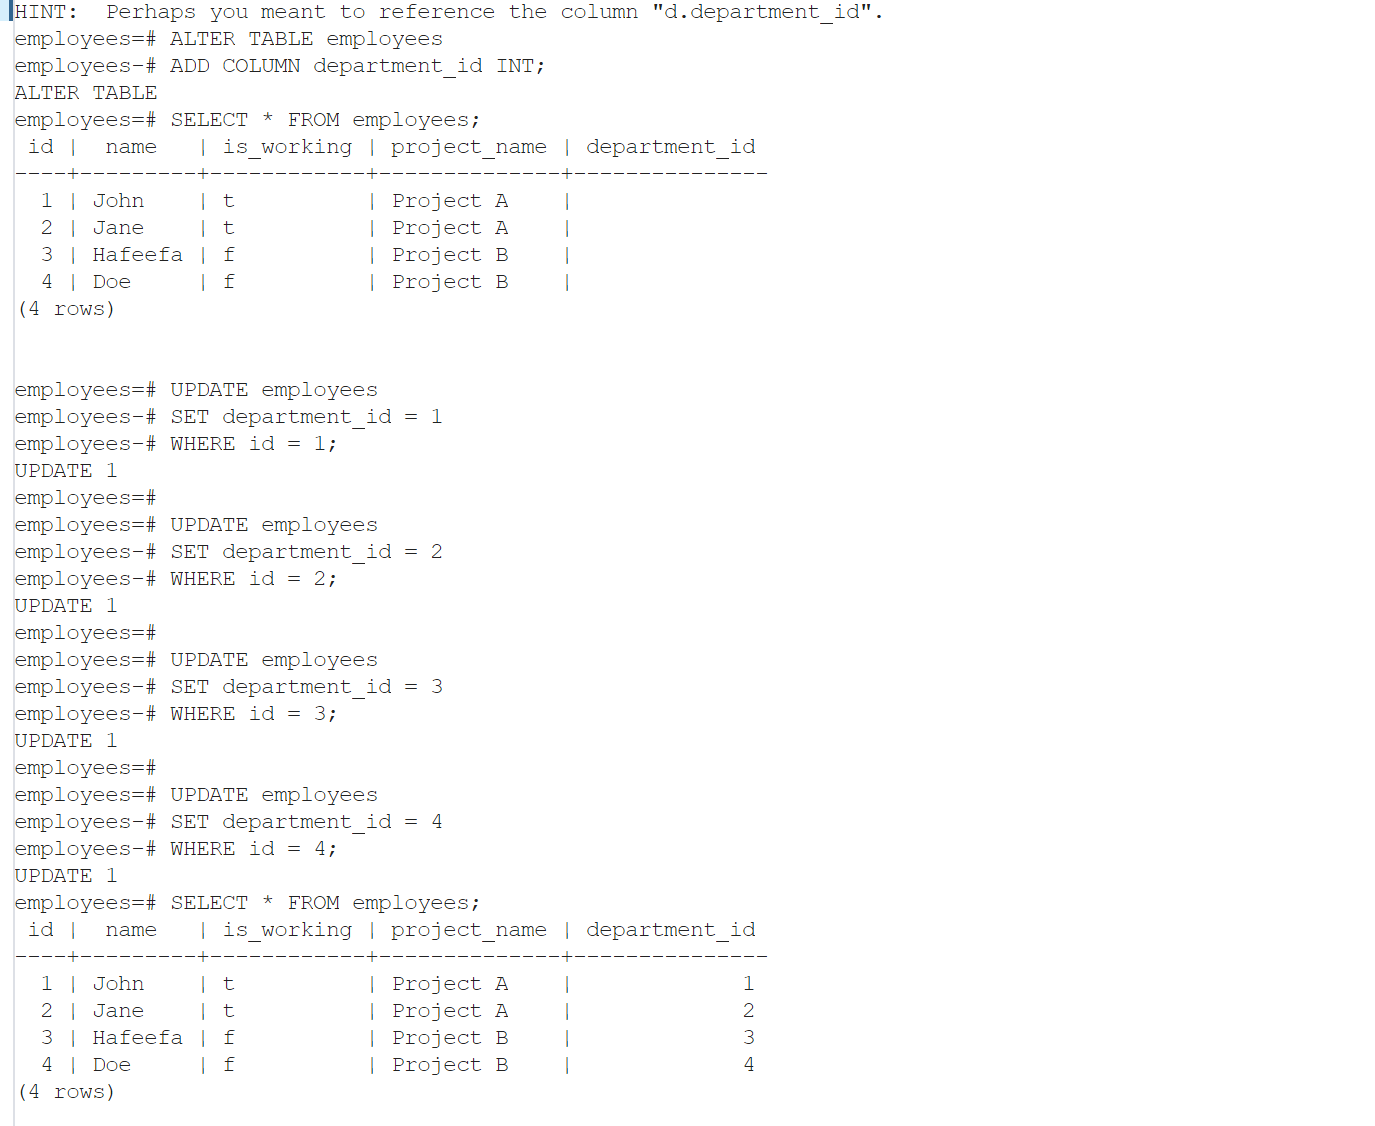 HINT:  Perhaps you meant to reference the column "d.department_id".
employees=# ALTER TABLE employees
employees-# ADD COLUMN department_id INT;
ALTER TABLE
employees=# SELECT * FROM employees;
 id |  name   | is_working | project_name | department_id
----+---------+------------+--------------+---------------
  1 | John    | t          | Project A    |
  2 | Jane    | t          | Project A    |
  3 | Hafeefa | f          | Project B    |
  4 | Doe     | f          | Project B    |
(4 rows)
employees=# UPDATE employees
employees-# SET department_id = 1
employees-# WHERE id = 1;
UPDATE 1
employees=#
employees=# UPDATE employees
employees-# SET department_id = 2
employees-# WHERE id = 2;
UPDATE 1
employees=#
employees=# UPDATE employees
employees-# SET department_id = 3
employees-# WHERE id = 3;
UPDATE 1
employees=#
employees=# UPDATE employees
employees-# SET department_id = 4
employees-# WHERE id = 4;
UPDATE 1
employees=# SELECT * FROM employees;
 id |  name   | is_working | project_name | department_id
----+---------+------------+--------------+---------------
  1 | John    | t          | Project A    |             1
  2 | Jane    | t          | Project A    |             2
  3 | Hafeefa | f          | Project B    |             3
  4 | Doe     | f          | Project B    |             4
(4 rows)